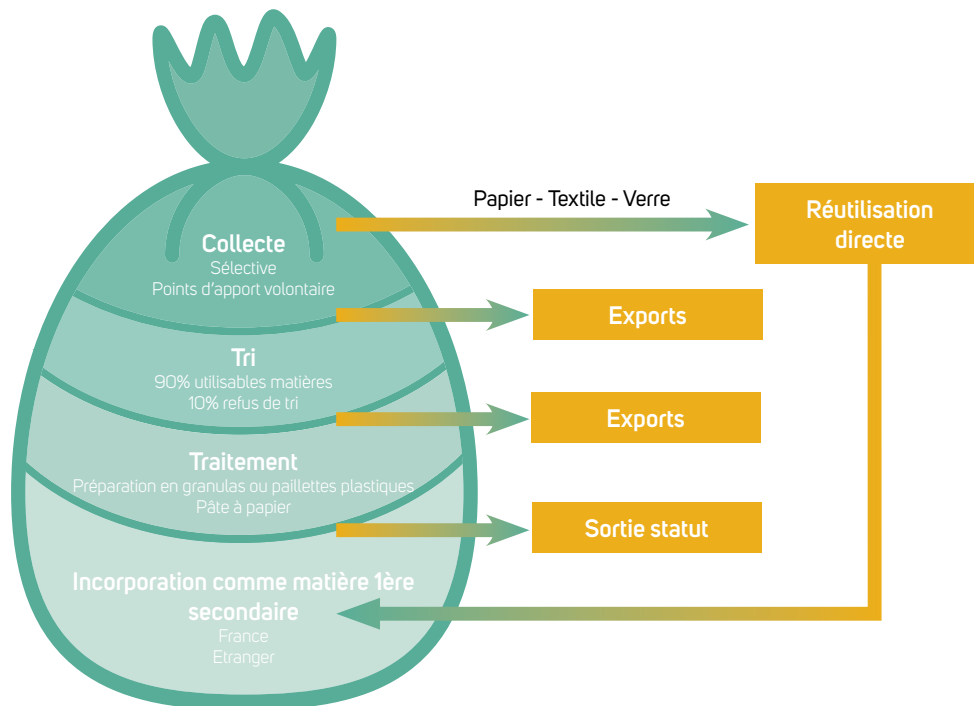 Papier - Textile - Verre
Réutilisation
directe
Collecte
Sélective
Points d'apport volontaire
Exports
Tri
90% utilisables matières
10% refus de tri
Exports
Traitement
Préparation en granulas ou paillettes plastiques
Pâte à papier
Sortie statut
Incorporation comme matière 1ère
secondaire
France
Etranger